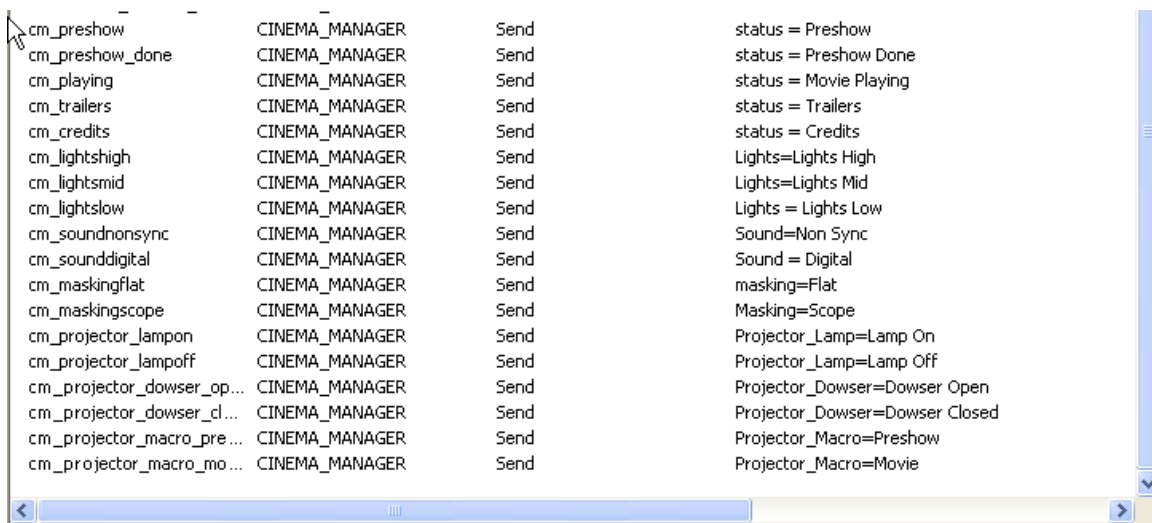 cm_preshow CINEMA_MANAGER Send status = Preshow
cm_preshow_done CINEMA_MANAGER Send status = Preshow Done
cm_playing CINEMA_MANAGER Send status = Movie Playing
cm_trailers CINEMA_MANAGER Send status = Trailers
cm_credits CINEMA_MANAGER Send status = Credits
cm_lightshigh CINEMA_MANAGER Send Lights=Lights High
cm_lightsmid CINEMA_MANAGER Send Lights=Lights Mid
cm_lightslow CINEMA_MANAGER Send Lights = Lights Low
cm_soundnonsync CINEMA_MANAGER Send Sound=Non Sync
cm_sounddigital CINEMA_MANAGER Send Sound = Digital
cm_maskingflat CINEMA_MANAGER Send masking=Flat
cm_maskingscope CINEMA_MANAGER Send Masking=Scope
cm_projector_lampon CINEMA_MANAGER Send Projector_Lamp=Lamp On
cm_projector_lampoff CINEMA_MANAGER Send Projector_Lamp=Lamp Off
cm_projector_dowser_op... CINEMA_MANAGER Send Projector_Dowser=Dowser Open
cm_projector_dowser_cl... CINEMA_MANAGER Send Projector_Dowser=Dowser Closed
cm_projector_macro_pre... CINEMA_MANAGER Send Projector_Macro=Preshow
cm_projector_macro_mo... CINEMA_MANAGER Send Projector_Macro=Movie